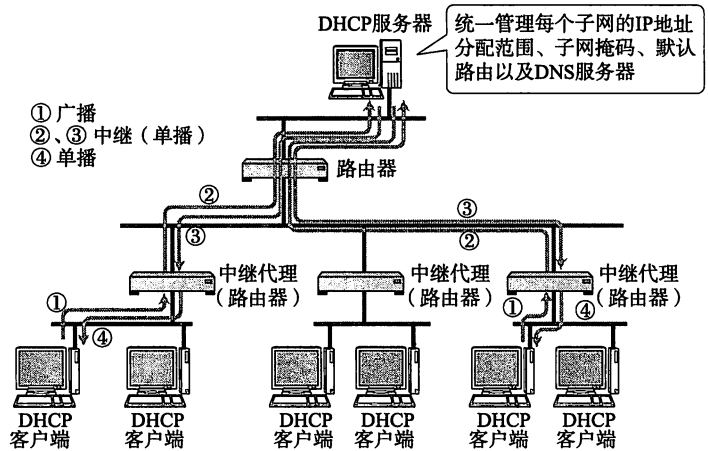 DHCP服务器
统一管理每个子网的IP地址
分配范围、子网掩码、默认
路由以及DNS服务器
① 广播
②、③ 中继（单播）
④ 单播
路由器
②
③
③
②
中继代理
（路由器）
中继代理
（路由器）
中继代理
（路由器）
①
④
①
④
DHCP
客户端
DHCP
客户端
DHCP
客户端
DHCP
客户端
DHCP
客户端
DHCP
客户端